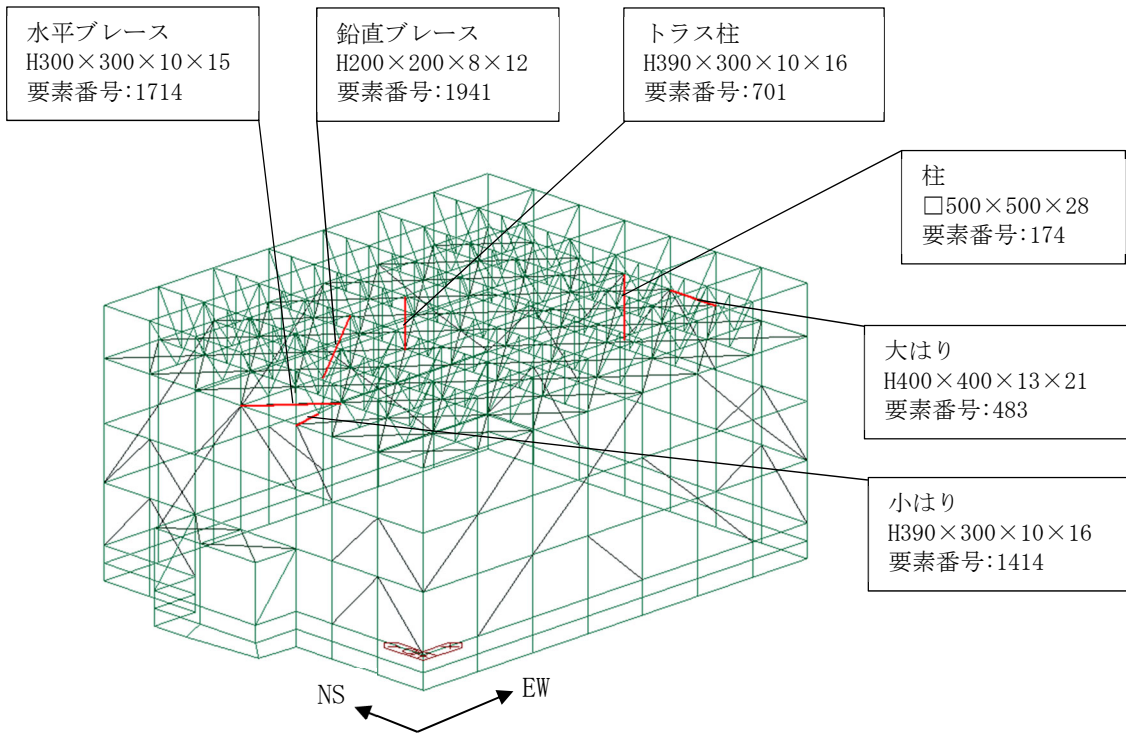 水平ブレース
H300×300×10×15
要素番号:1714
鉛直ブレース
H200×200×8×12
要素番号:1941
トラス柱
H390×300×10×16
要素番号:701
柱
□500×500×28
要素番号:174
大はり
H400×400×13×21
要素番号:483
小はり
H390×300×10×16
要素番号:1414
NS
EW